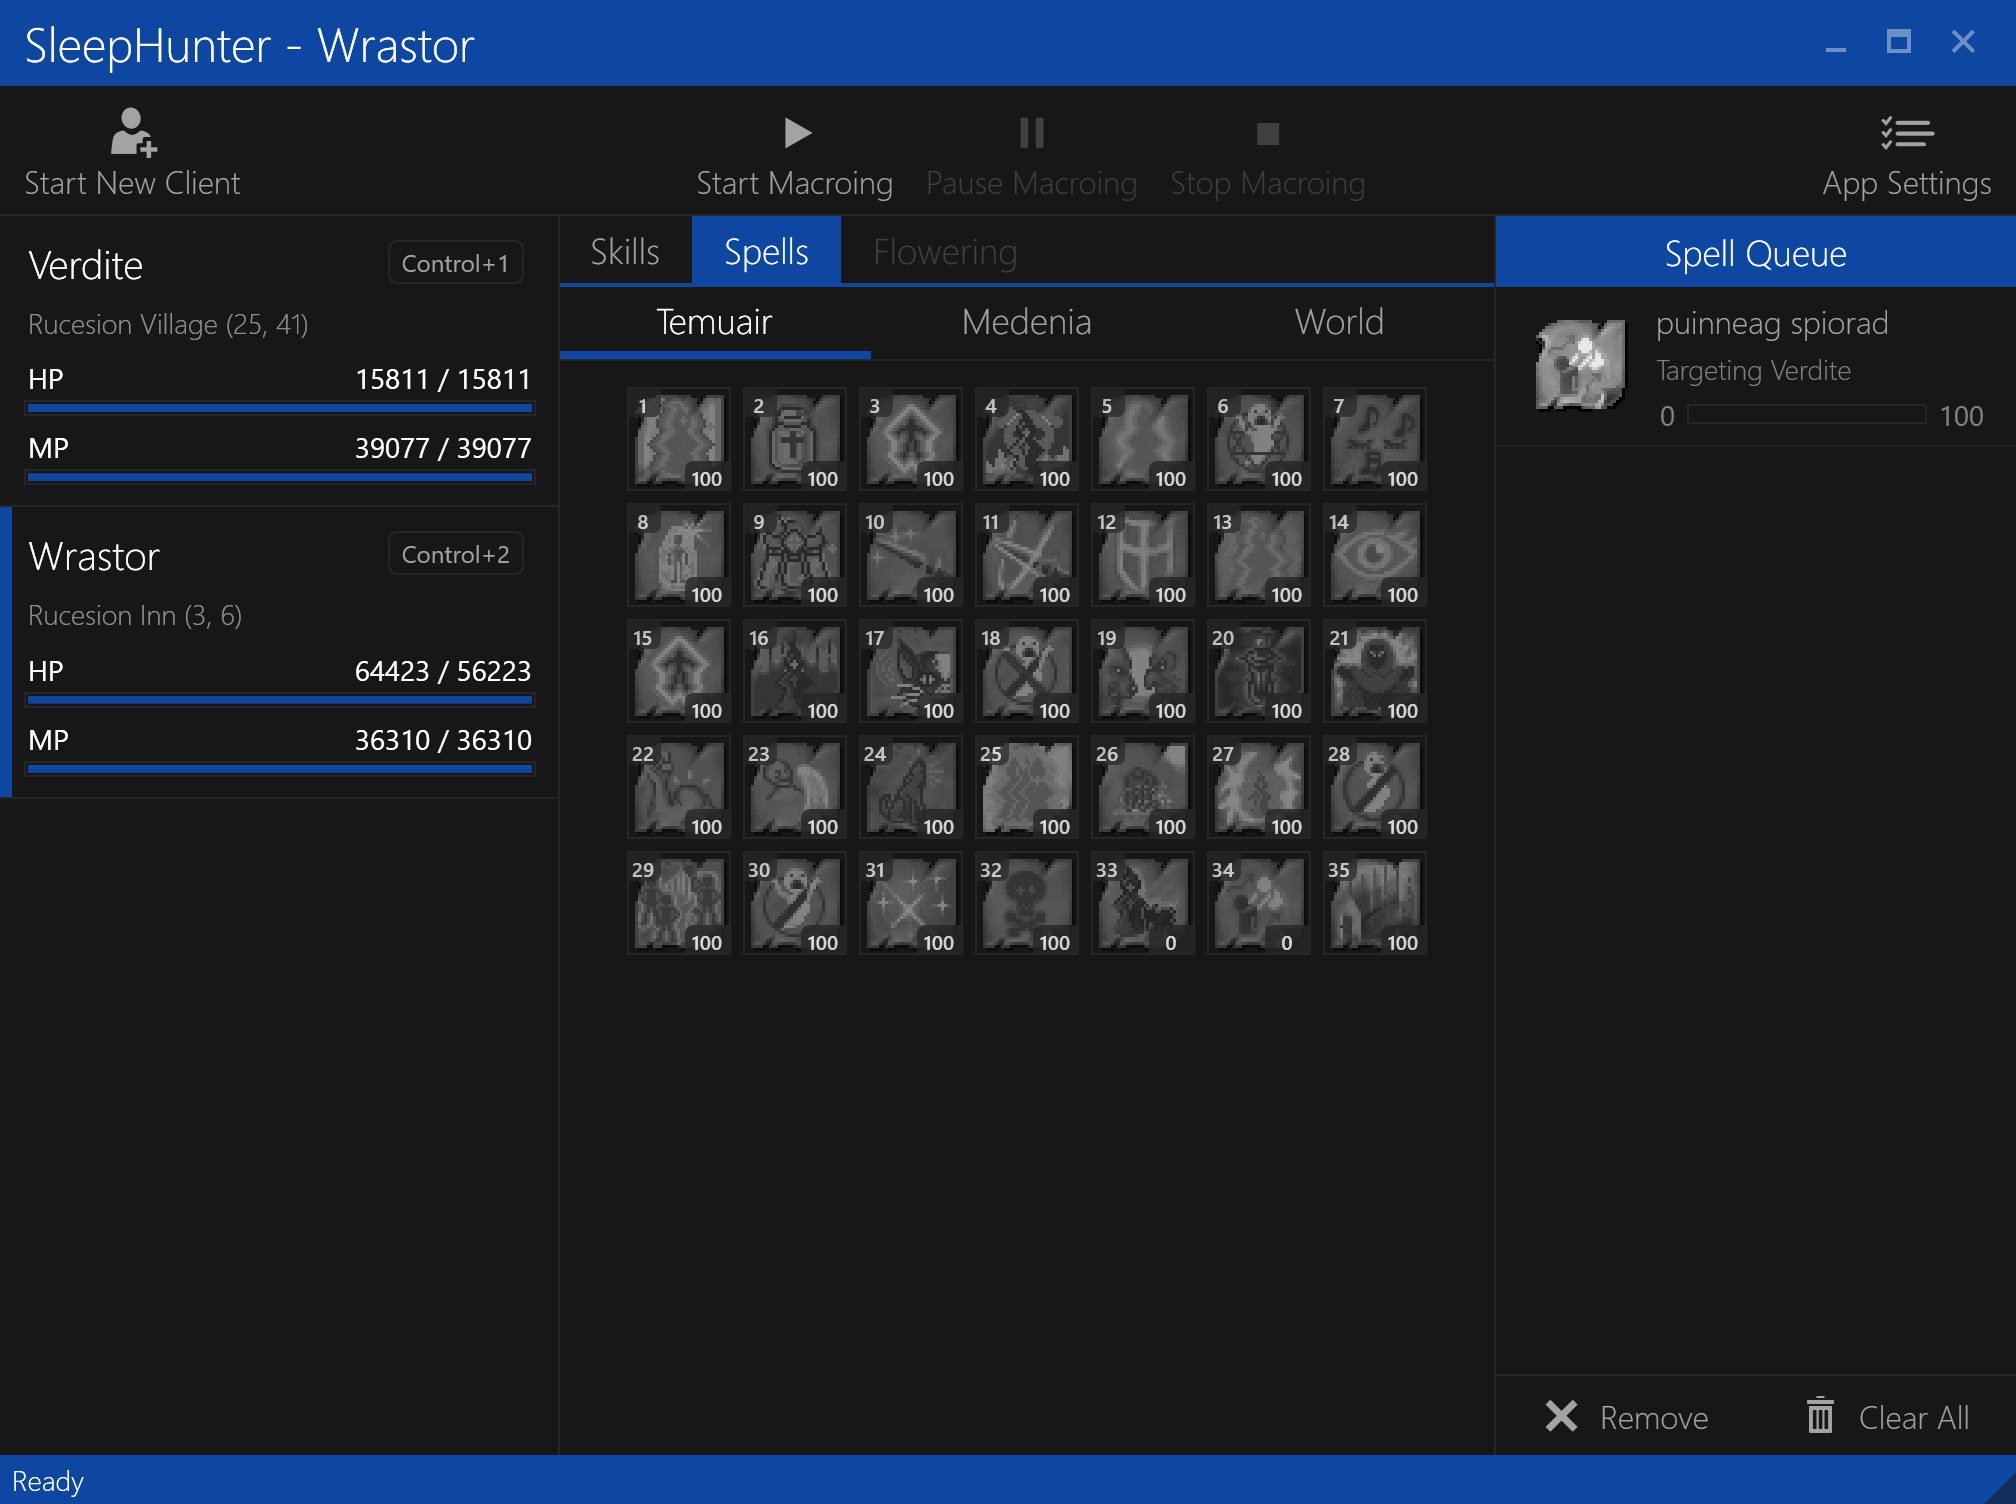 SleepHunter - Wrastor
Start New Client
Start Macroing
Pause Macroing
Stop Macroing
App Settings
Verdite
Control+1
Rucesion Village (25, 41)
HP 15811 / 15811
MP 39077 / 39077
Wrastor
Control+2
Rucesion Inn (3, 6)
HP 64423 / 56223
MP 36310 / 36310
Skills Spells Flowering
Temuair Medenia World
1 2 3 4 5 6 7
100 100 100 100 100 100 100
8 9 10 11 12 13 14
100 100 100 100 100 100 100
15 16 17 18 19 20 21
100 100 100 100 100 100 100
22 23 24 25 26 27 28
100 100 100 100 100 100 100
29 30 31 32 33 34 35
100 100 100 100 0 0 100
Spell Queue
puinneag spiorad
Targeting Verdite
0 100
Remove
Clear All
Ready